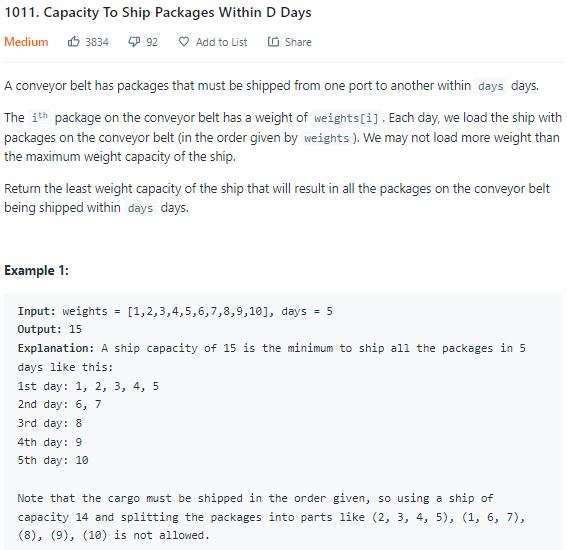 1011. Capacity To Ship Packages Within D Days
Medium 3834 92 Add to List Share
A conveyor belt has packages that must be shipped from one port to another within days days.
The ith package on the conveyor belt has a weight of weights[i]. Each day, we load the ship with
packages on the conveyor belt (in the order given by weights). We may not load more weight than
the maximum weight capacity of the ship.
Return the least weight capacity of the ship that will result in all the packages on the conveyor belt
being shipped within days days.
Example 1:
Input: weights = [1,2,3,4,5,6,7,8,9,10], days = 5
Output: 15
Explanation: A ship capacity of 15 is the minimum to ship all the packages in 5
days like this:
1st day: 1, 2, 3, 4, 5
2nd day: 6, 7
3rd day: 8
4th day: 9
5th day: 10
Note that the cargo must be shipped in the order given, so using a ship of
capacity 14 and splitting the packages into parts like (2, 3, 4, 5), (1, 6, 7),
(8), (9), (10) is not allowed.